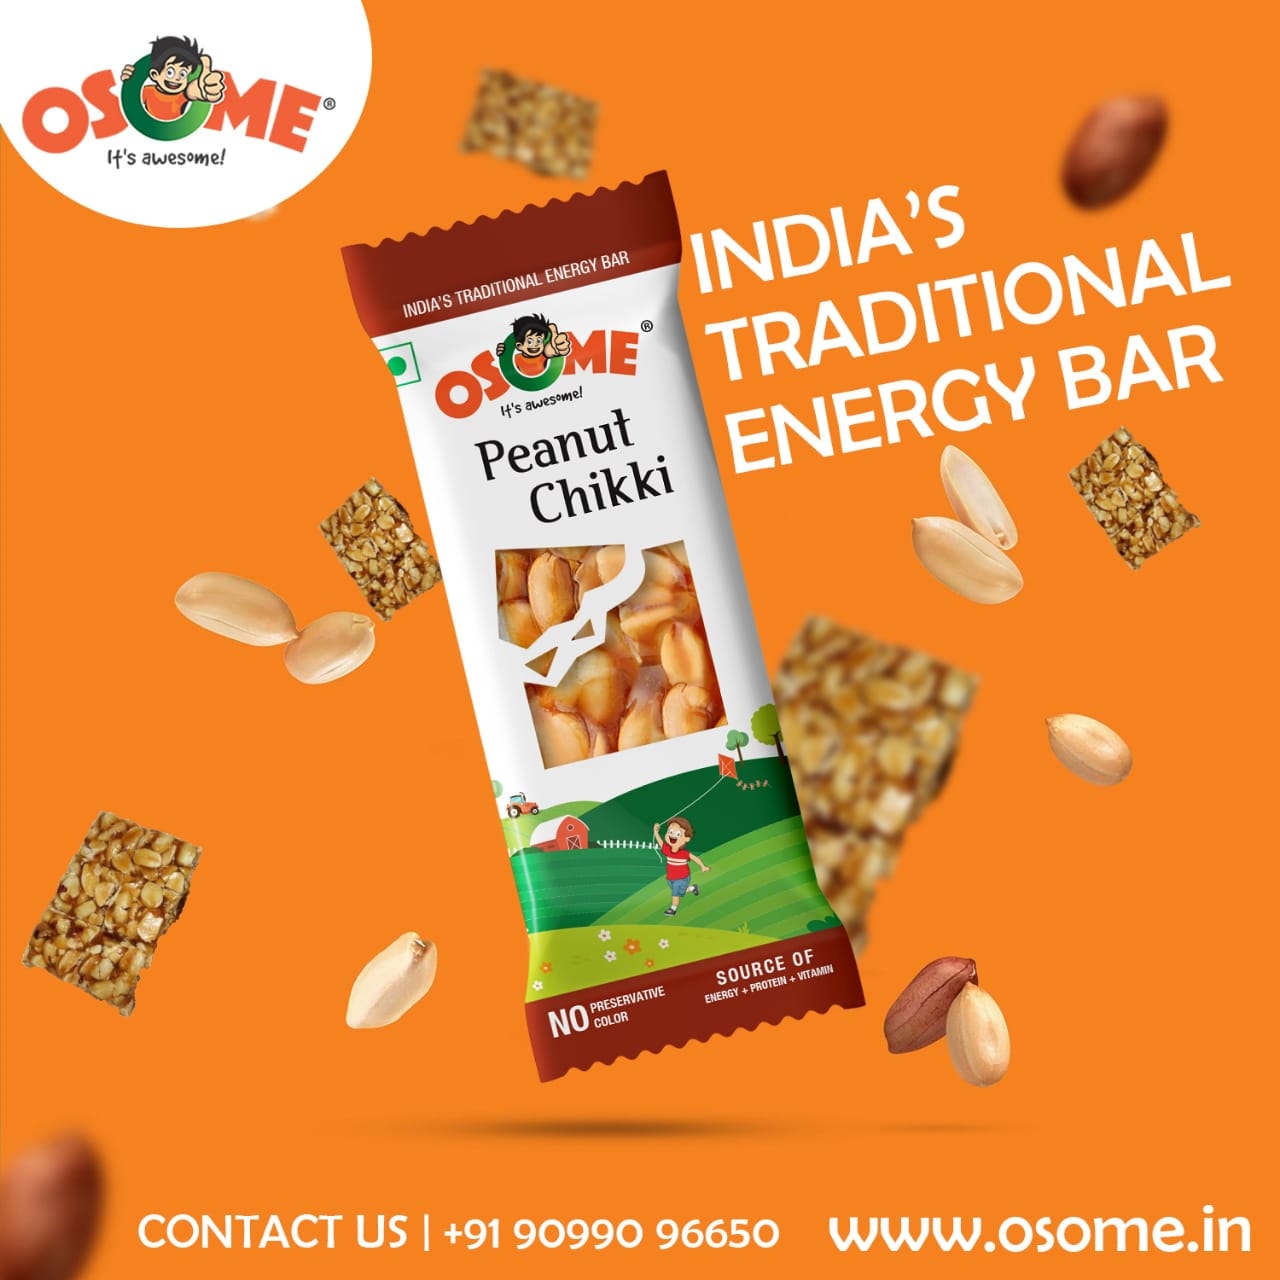 OSOME®
It's awesome!
INDIA'S
TRADITIONAL
ENERGY BAR
INDIA'S TRADITIONAL ENERGY BAR
OSOME®
It's awesome!
Peanut
Chikki
NO PRESERVATIVE
COLOR
SOURCE OF
ENERGY + PROTEIN + VITAMIN
CONTACT US | +91 90990 96650
www.osome.in